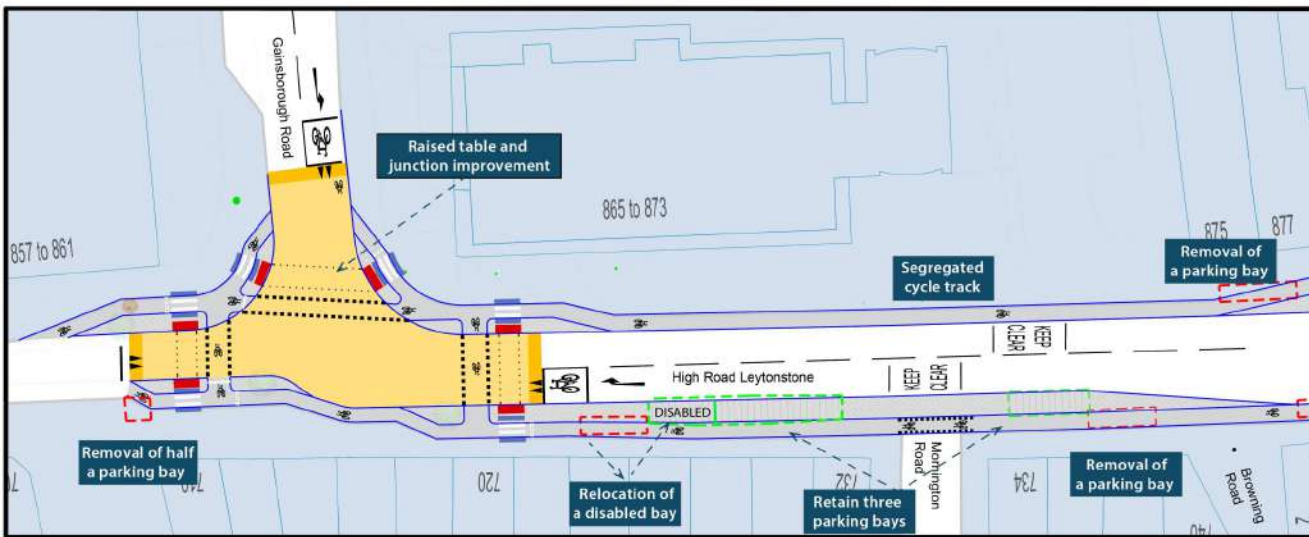 Gainsborough Road
Raised table and
junction improvement
865 to 873
857 to 861
875
877
Removal of
a parking bay
Segregated
cycle track
KEEP
CLEAR
High Road Leytonstone
KEEP
CLEAR
DISABLED
Removal of half
a parking bay
710
720
Relocation of
a disabled bay
732
Retain three
parking bays
Mornington
Road
734
Removal of
a parking bay
740
Browning
Road